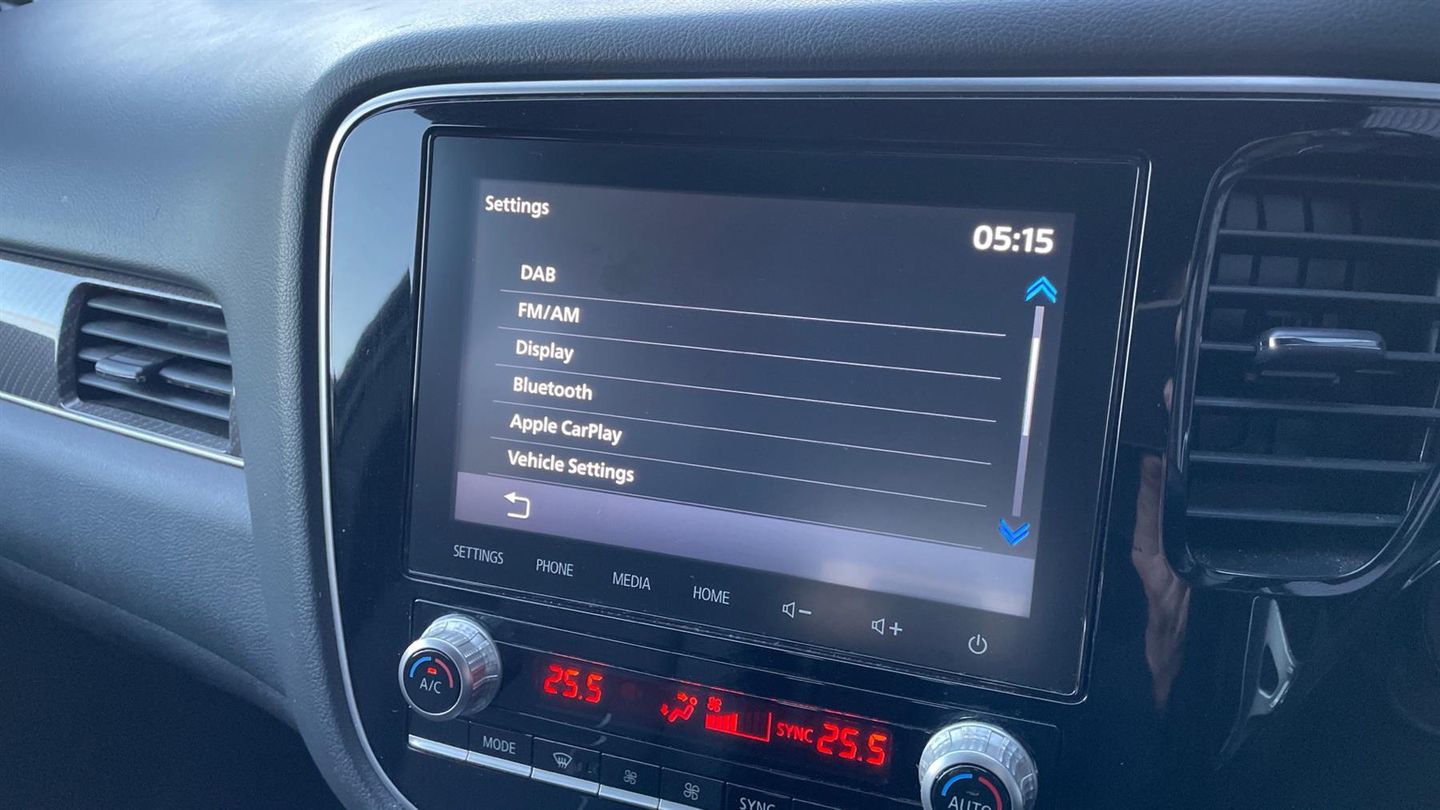 Settings
05:15
DAB
FM/AM
Display
Bluetooth
Apple CarPlay
Vehicle Settings
SETTINGS PHONE MEDIA HOME
A/C
25.5 SYNC 25.5
MODE
SYNC
AUTO